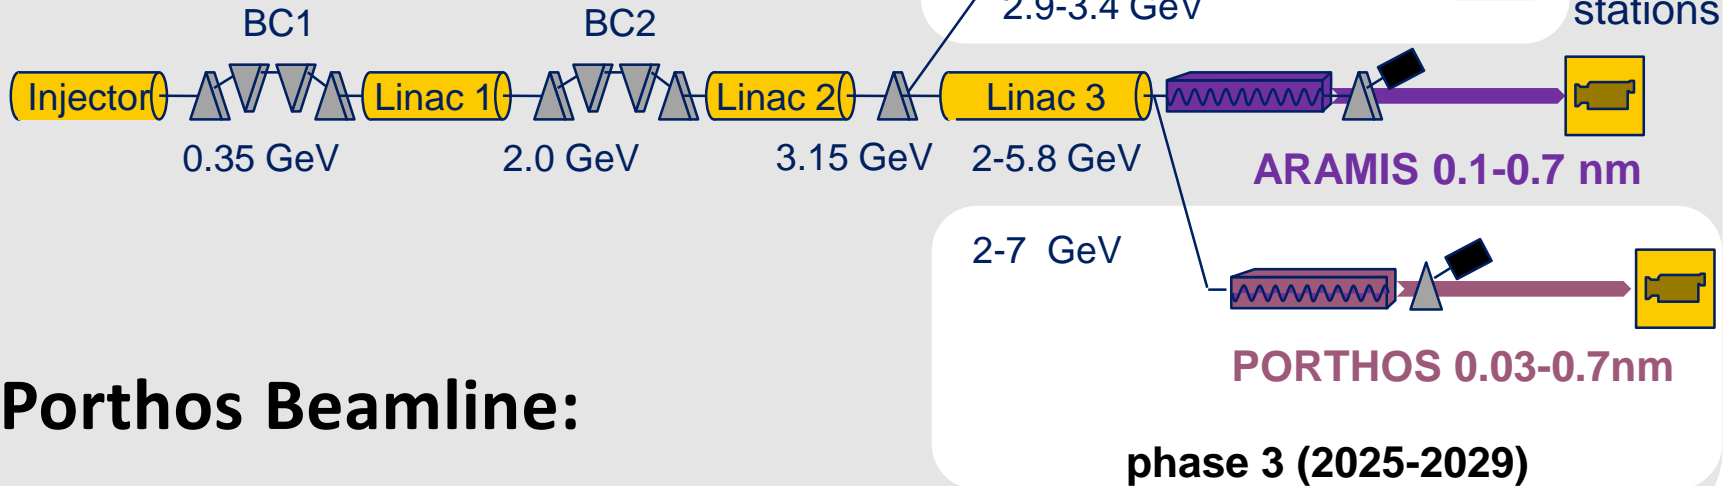 2.9-3.4 GeV
stations
BC1
BC2
Injector
Linac 1
Linac 2
Linac 3
0.35 GeV
2.0 GeV
3.15 GeV
2-5.8 GeV
ARAMIS 0.1-0.7 nm
2-7 GeV
PORTHOS 0.03-0.7nm
Porthos Beamline:
phase 3 (2025-2029)